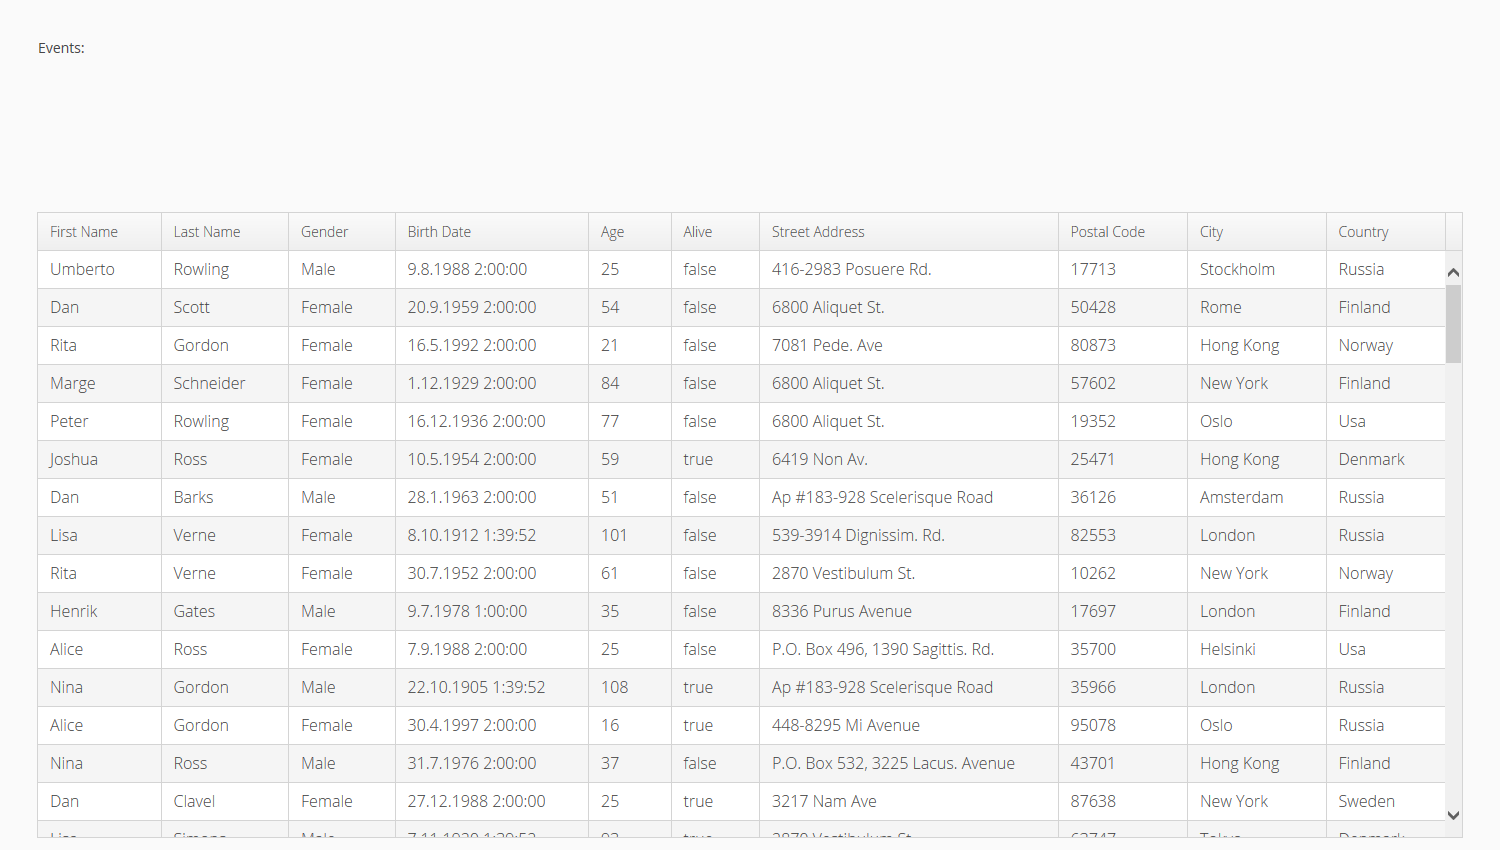 Events:
First Name Last Name Gender Birth Date Age Alive Street Address Postal Code City Country
Umberto Rowling Male 9.8.1988 2:00:00 25 false 416-2983 Posuere Rd. 17713 Stockholm Russia
Dan Scott Female 20.9.1959 2:00:00 54 false 6800 Aliquet St. 50428 Rome Finland
Rita Gordon Female 16.5.1992 2:00:00 21 false 7081 Pede. Ave 80873 Hong Kong Norway
Marge Schneider Female 1.12.1929 2:00:00 84 false 6800 Aliquet St. 57602 New York Finland
Peter Rowling Female 16.12.1936 2:00:00 77 false 6800 Aliquet St. 19352 Oslo Usa
Joshua Ross Female 10.5.1954 2:00:00 59 true 6419 Non Av. 25471 Hong Kong Denmark
Dan Barks Male 28.1.1963 2:00:00 51 false Ap #183-928 Scelerisque Road 36126 Amsterdam Russia
Lisa Verne Female 8.10.1912 1:39:52 101 false 539-3914 Dignissim. Rd. 82553 London Russia
Rita Verne Female 30.7.1952 2:00:00 61 false 2870 Vestibulum St. 10262 New York Norway
Henrik Gates Male 9.7.1978 1:00:00 35 false 8336 Purus Avenue 17697 London Finland
Alice Ross Female 7.9.1988 2:00:00 25 false P.O. Box 496, 1390 Sagittis. Rd. 35700 Helsinki Usa
Nina Gordon Male 22.10.1905 1:39:52 108 true Ap #183-928 Scelerisque Road 35966 London Russia
Alice Gordon Female 30.4.1997 2:00:00 16 true 448-8295 Mi Avenue 95078 Oslo Russia
Nina Ross Male 31.7.1976 2:00:00 37 false P.O. Box 532, 3225 Lacus. Avenue 43701 Hong Kong Finland
Dan Clavel Female 27.12.1988 2:00:00 25 true 3217 Nam Ave 87638 New York Sweden